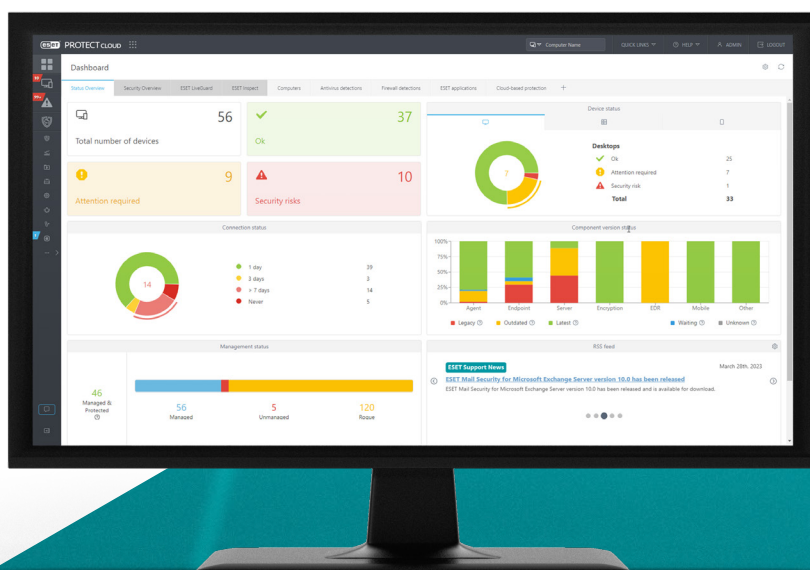 eset PROTECT CLOUD
Computer Name
QUICK LINKS
HELP
ADMIN
LOGOUT
Dashboard
Status Overview
Security Overview
ESET LiveGuard
ESET Inspect
Computers
Antivirus detections
Firewall detections
ESET applications
Cloud-based protection
+
56
Total number of devices
37
Ok
9
Attention required
10
Security risks
Device status
7
Desktops
Ok 25
Attention required 7
Security risk 1
Total 33
Connection status
14
1 day 39
3 days 3
> 7 days 14
Never 5
Component version status
100%
75%
50%
25%
0%
Agent Endpoint Server Encryption EDR Mobile Other
Legacy Outdated Latest Waiting Unknown
Management status
46
Managed &
Protected
56
Managed
5
Unmanaged
120
Rogue
RSS feed
ESET Support News
March 28th, 2023
ESET Mail Security for Microsoft Exchange Server version 10.0 has been released
ESET Mail Security for Microsoft Exchange Server version 10.0 has been released and is available for download.